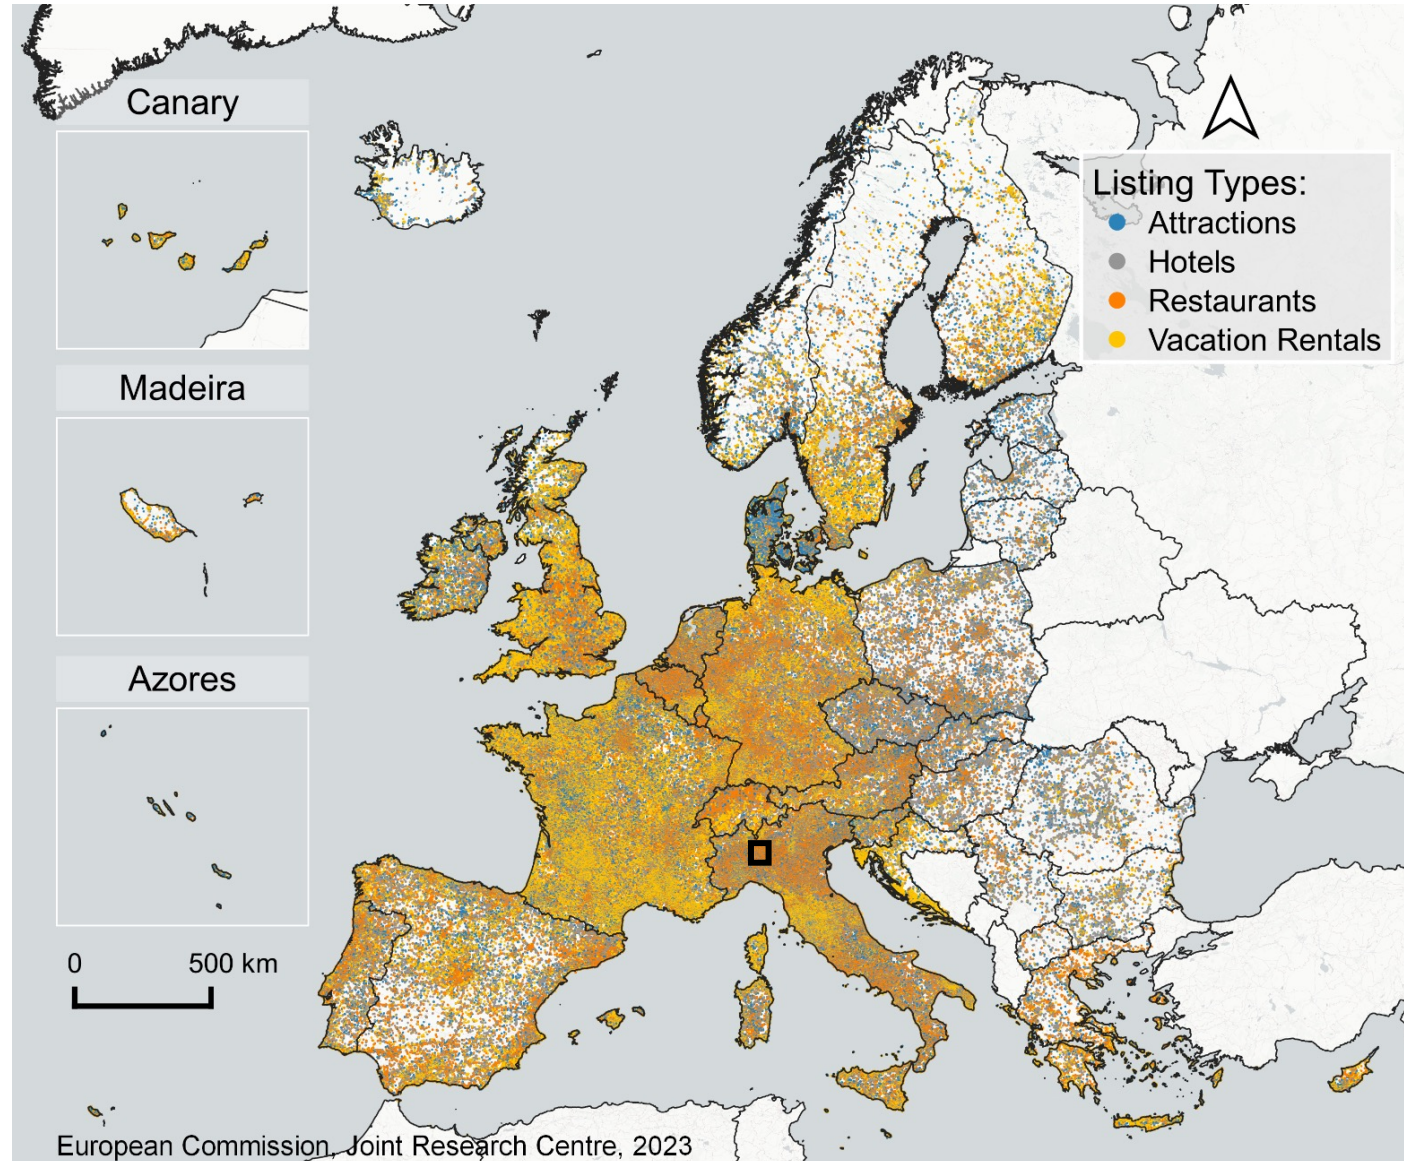 Canary
Listing Types:
Attractions
Hotels
Restaurants
Vacation Rentals
Madeira
Azores
0 500 km
European Commission, Joint Research Centre, 2023